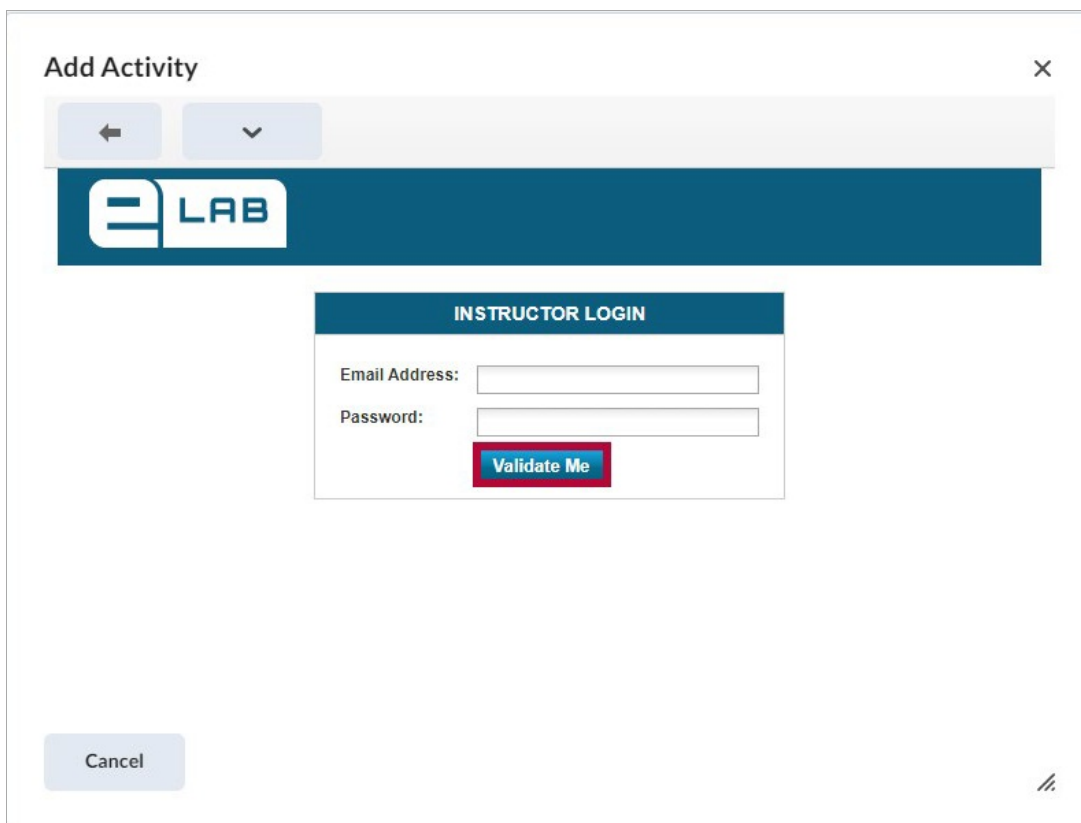 Add Activity
e LAB
INSTRUCTOR LOGIN
Email Address:
Password:
Validate Me
Cancel